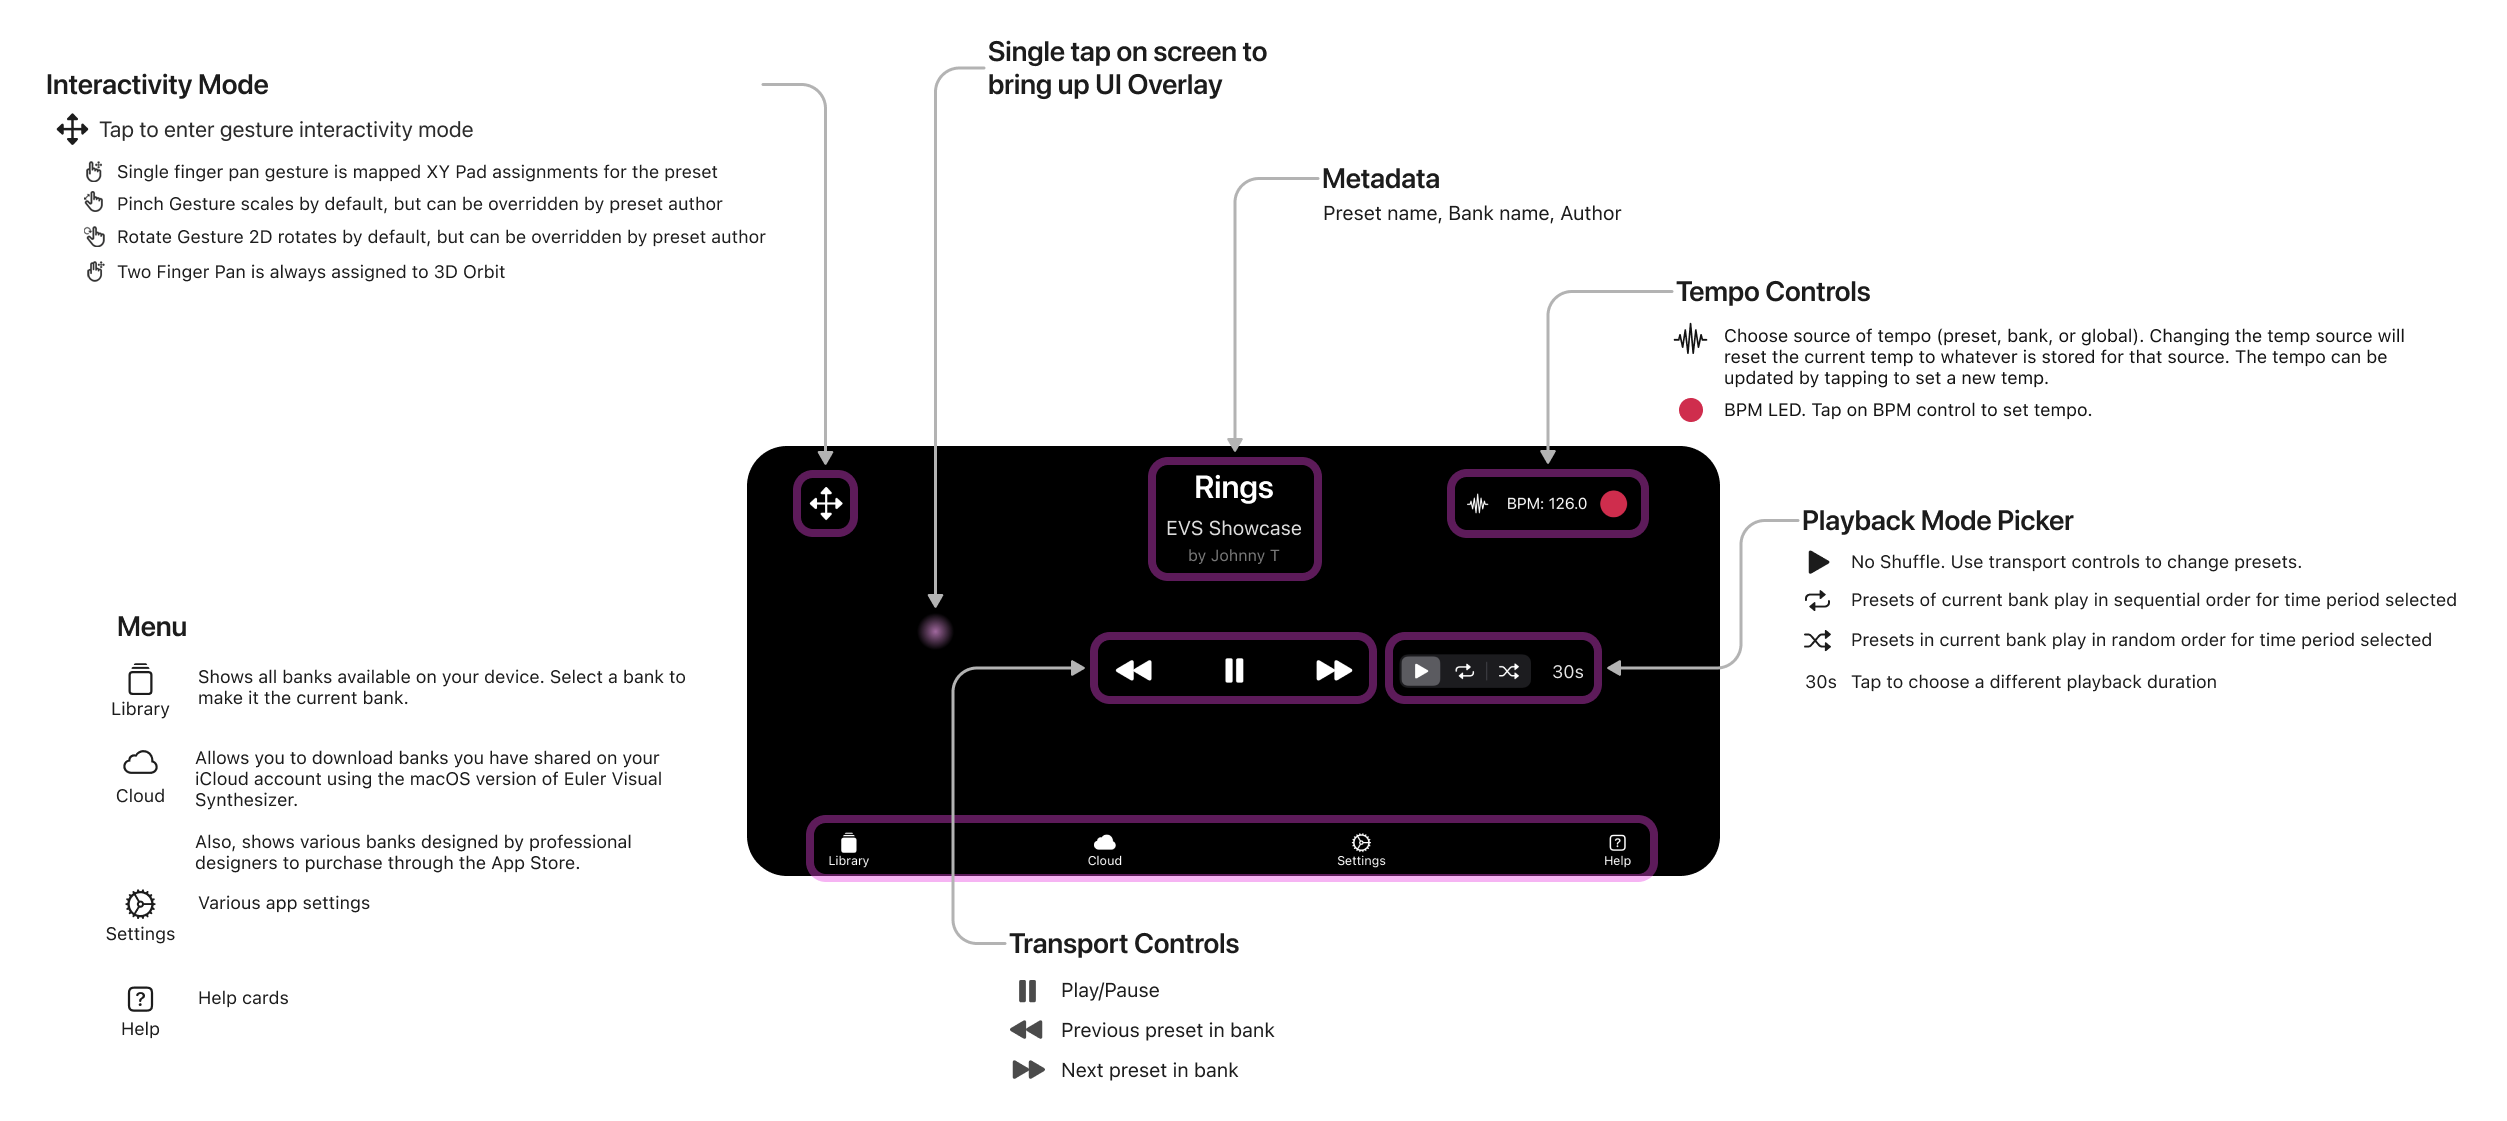 Interactivity Mode
Tap to enter gesture interactivity mode
Single finger pan gesture is mapped XY Pad assignments for the preset
Pinch Gesture scales by default, but can be overridden by preset author
Rotate Gesture 2D rotates by default, but can be overridden by preset author
Two Finger Pan is always assigned to 3D Orbit
Single tap on screen to
bring up UI Overlay
Metadata
Preset name, Bank name, Author
Tempo Controls
Choose source of tempo (preset, bank, or global). Changing the temp source will
reset the current temp to whatever is stored for that source. The tempo can be
updated by tapping to set a new temp.
BPM LED. Tap on BPM control to set tempo.
Rings
EVS Showcase
by Johnny T
BPM: 126.0
30s
Library
Cloud
Settings
Help
Playback Mode Picker
No Shuffle. Use transport controls to change presets.
Presets of current bank play in sequential order for time period selected
Presets in current bank play in random order for time period selected
30s Tap to choose a different playback duration
Menu
Library
Shows all banks available on your device. Select a bank to
make it the current bank.
Cloud
Allows you to download banks you have shared on your
iCloud account using the macOS version of Euler Visual
Synthesizer.
Also, shows various banks designed by professional
designers to purchase through the App Store.
Settings
Various app settings
Help
Help cards
Transport Controls
Play/Pause
Previous preset in bank
Next preset in bank